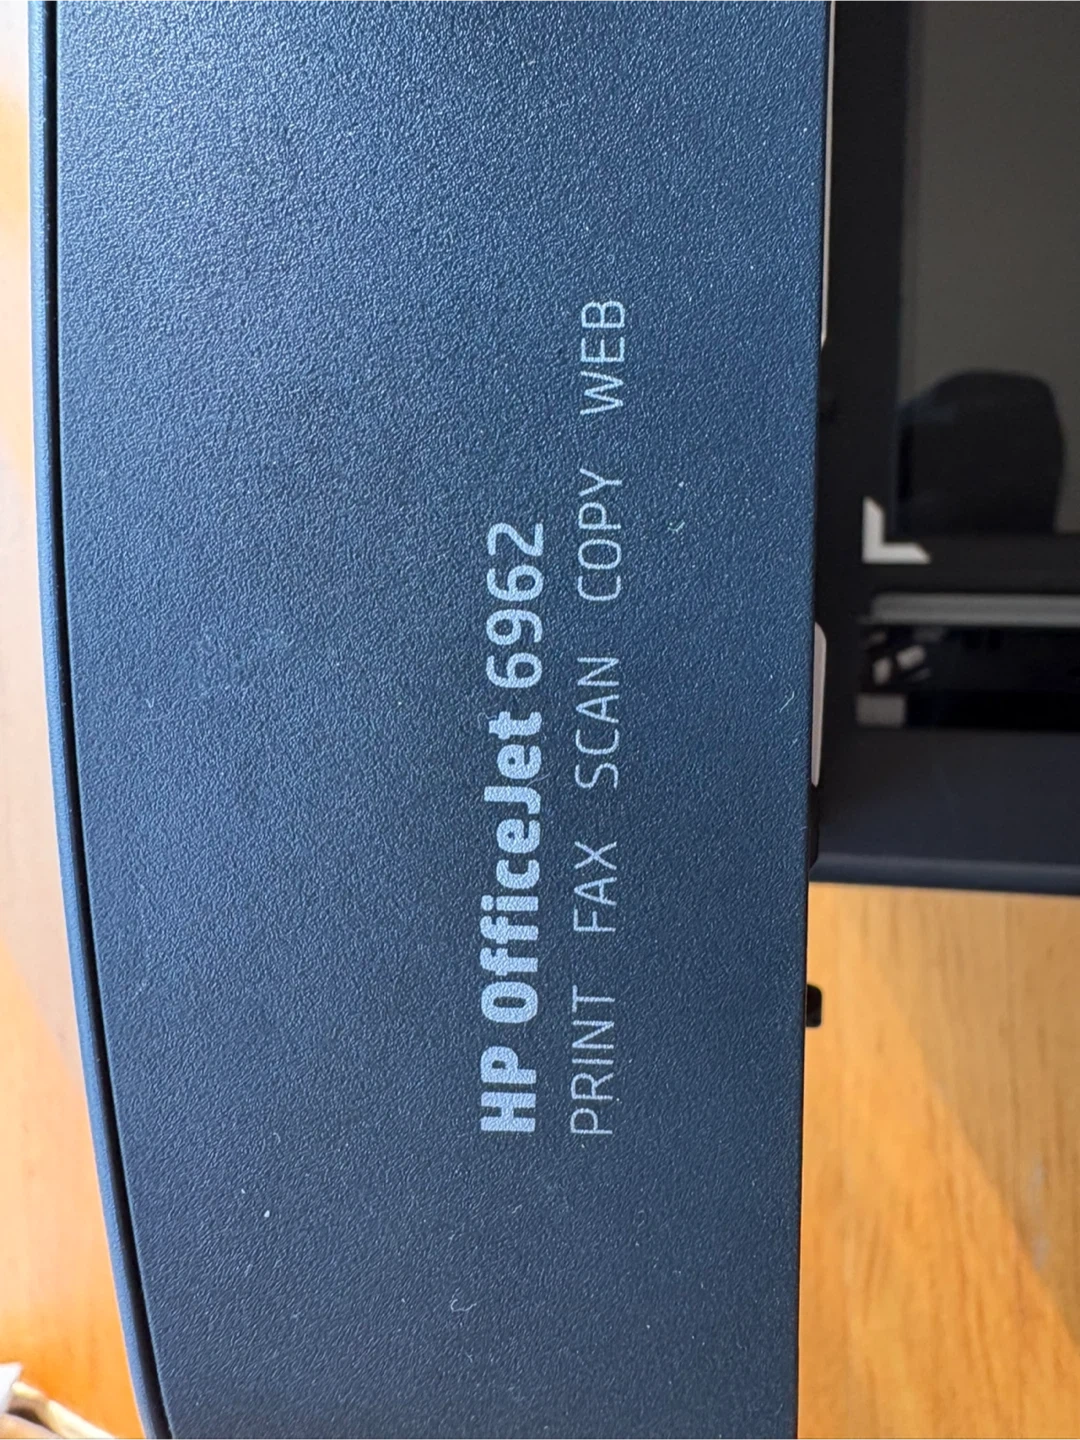 HP OfficeJet 6962
PRINT FAX SCAN COPY WEB